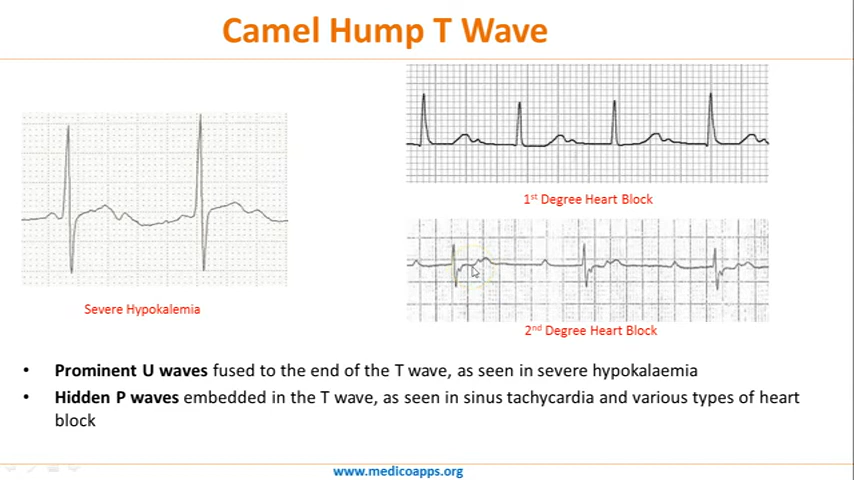 Camel Hump T Wave
1st Degree Heart Block
Severe Hypokalemia
2nd Degree Heart Block
• Prominent U waves fused to the end of the T wave, as seen in severe hypokalaemia
• Hidden P waves embedded in the T wave, as seen in sinus tachycardia and various types of heart
block
www.medicoapps.org